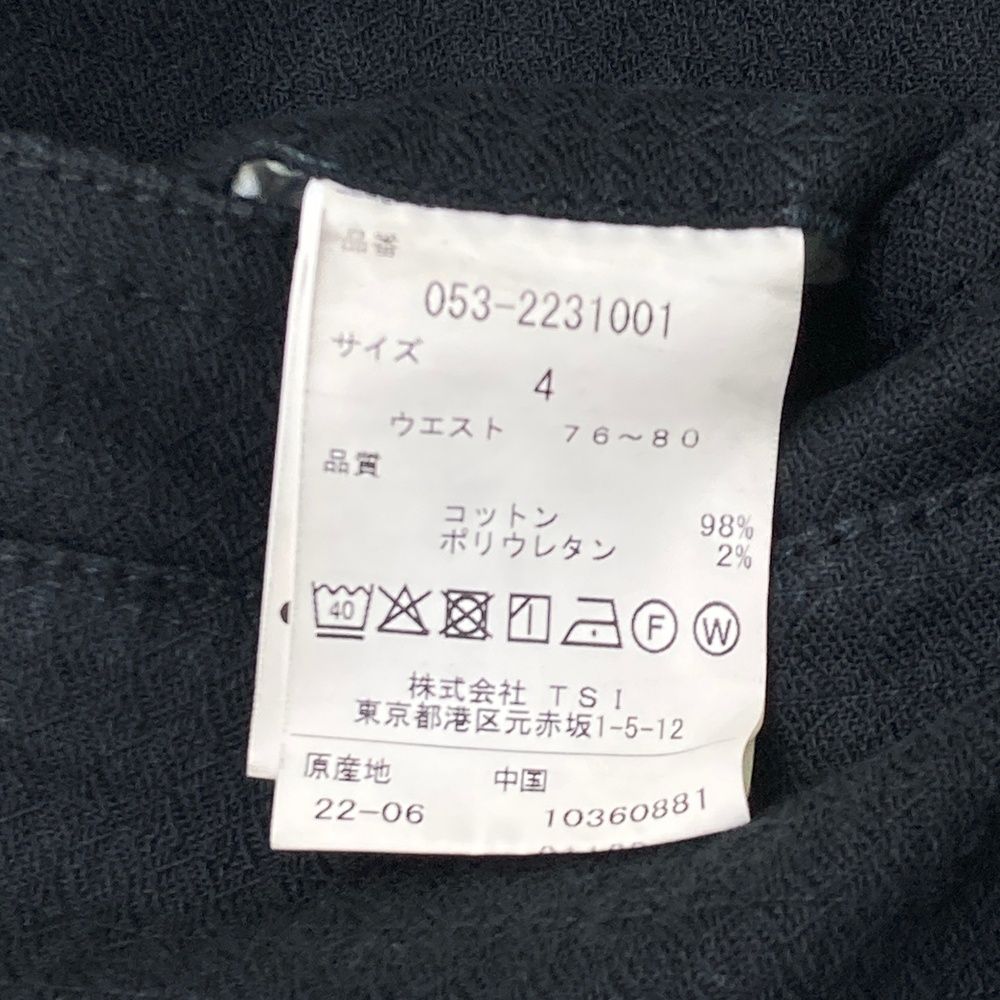 品番
053-2231001
サイズ
4
ウエスト 76~80
品質
コットン 98%
ポリウレタン 2%
40 F W
株式会社 TSI
東京都港区元赤坂1-5-12
原産地 中国
22-06 10360881